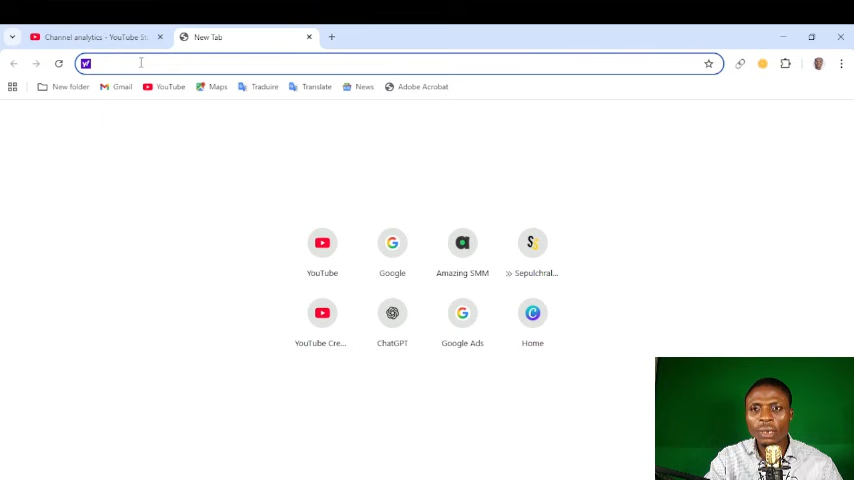 Channel analytics - YouTube St
New Tab
New folder
Gmail
YouTube
Maps
Traduire
Translate
News
Adobe Acrobat
YouTube
Google
Amazing SMM
Sepulchral...
YouTube Cre...
ChatGPT
Google Ads
Home